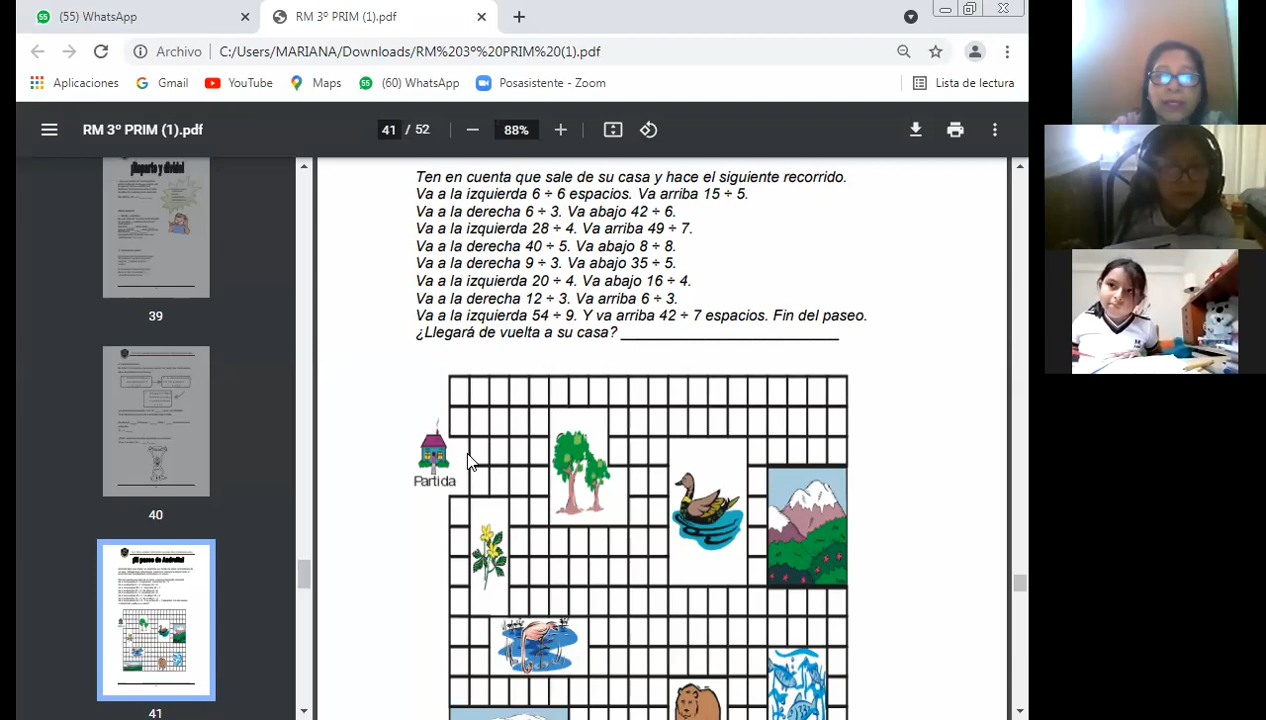 (55) WhatsApp
RM 3º PRIM (1).pdf
Archivo
C:/Users/MARIANA/Downloads/RM%203º%20PRIM%20(1).pdf
Aplicaciones
Gmail
YouTube
Maps
(60) WhatsApp
Posasistente - Zoom
Lista de lectura
RM 3º PRIM (1).pdf
41 / 52
88%
¡Reparto y divido!
39
40
¡El paseo de Andreíta!
41
Ten en cuenta que sale de su casa y hace el siguiente recorrido.
Va a la izquierda 6 ÷ 6 espacios. Va arriba 15 ÷ 5.
Va a la derecha 6 ÷ 3. Va abajo 42 ÷ 6.
Va a la izquierda 28 ÷ 4. Va arriba 49 ÷ 7.
Va a la derecha 40 ÷ 5. Va abajo 8 ÷ 8.
Va a la derecha 9 ÷ 3. Va abajo 35 ÷ 5.
Va a la izquierda 20 ÷ 4. Va abajo 16 ÷ 4.
Va a la derecha 12 ÷ 3. Va arriba 6 ÷ 3.
Va a la izquierda 54 ÷ 9. Y va arriba 42 ÷ 7 espacios. Fin del paseo.
¿Llegará de vuelta a su casa?
Partida